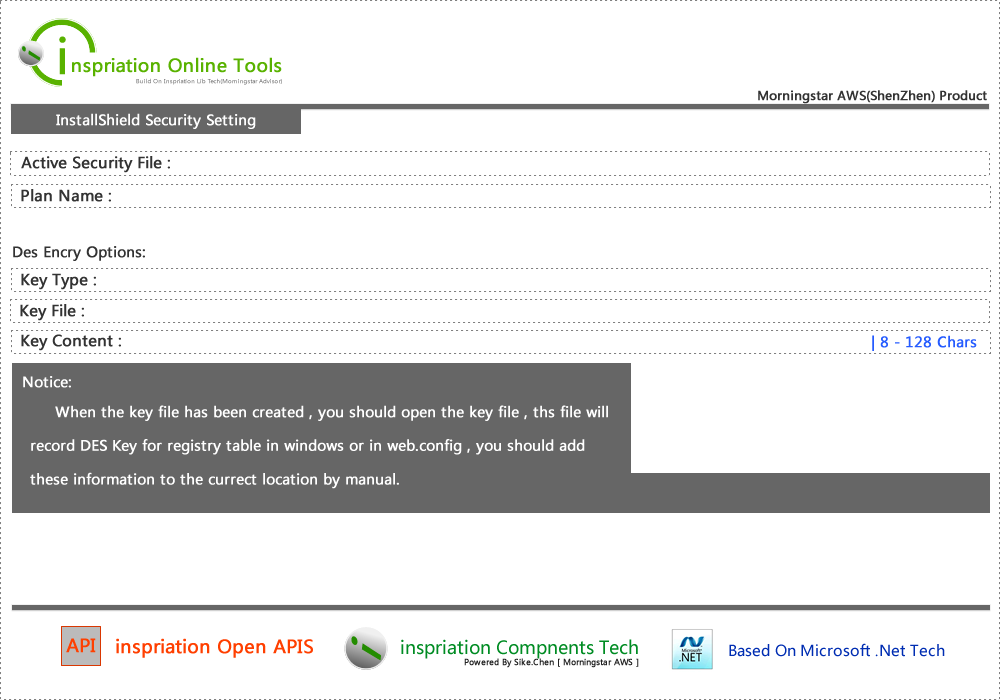 inspriation Online Tools
Build On Inspriation Lib Tech(Morningstar Advisor)
Morningstar AWS(ShenZhen) Product
InstallShield Security Setting
Active Security File :
Plan Name :
Des Encry Options:
Key Type :
Key File :
Key Content :
| 8 - 128 Chars
Notice:
When the key file has been created , you should open the key file , ths file will
record DES Key for registry table in windows or in web.config , you should add
these information to the currect location by manual.
API inspriation Open APIS
inspriation Compnents Tech
Powered By Sike.Chen [ Morningstar AWS ]
Microsoft
.NET
Based On Microsoft .Net Tech